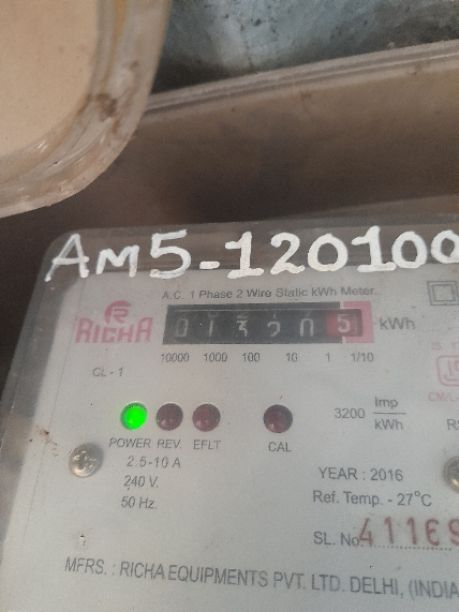 AM5-120100
A.C. 1 Phase 2 Wire Static kWh Meter
RICHA
5 kWh
10000 1000 100 10 1 1/10
CL - 1
3200 Imp/kWh
POWER REV. EFLT CAL
2.5-10 A
240 V.
50 Hz.
YEAR : 2016
Ref. Temp. - 27°C
SL. No. 41169
MFRS. : RICHA EQUIPMENTS PVT. LTD. DELHI, (INDIA